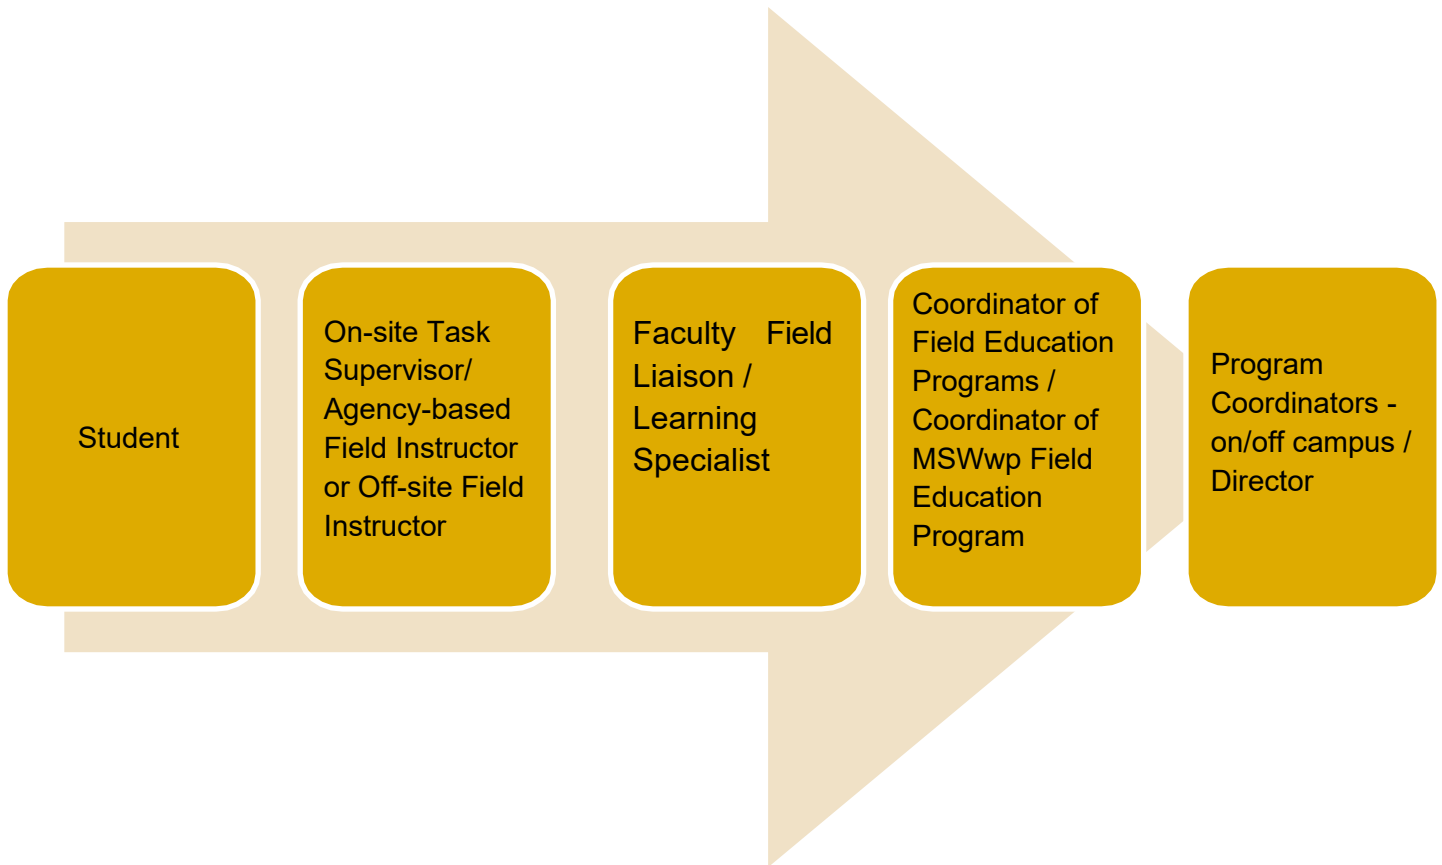 Student
On-site Task
Supervisor/
Agency-based
Field Instructor
or Off-site Field
Instructor
Faculty Field
Liaison /
Learning
Specialist
Coordinator of
Field Education
Programs /
Coordinator of
MSWwp Field
Education
Program
Program
Coordinators -
on/off campus /
Director